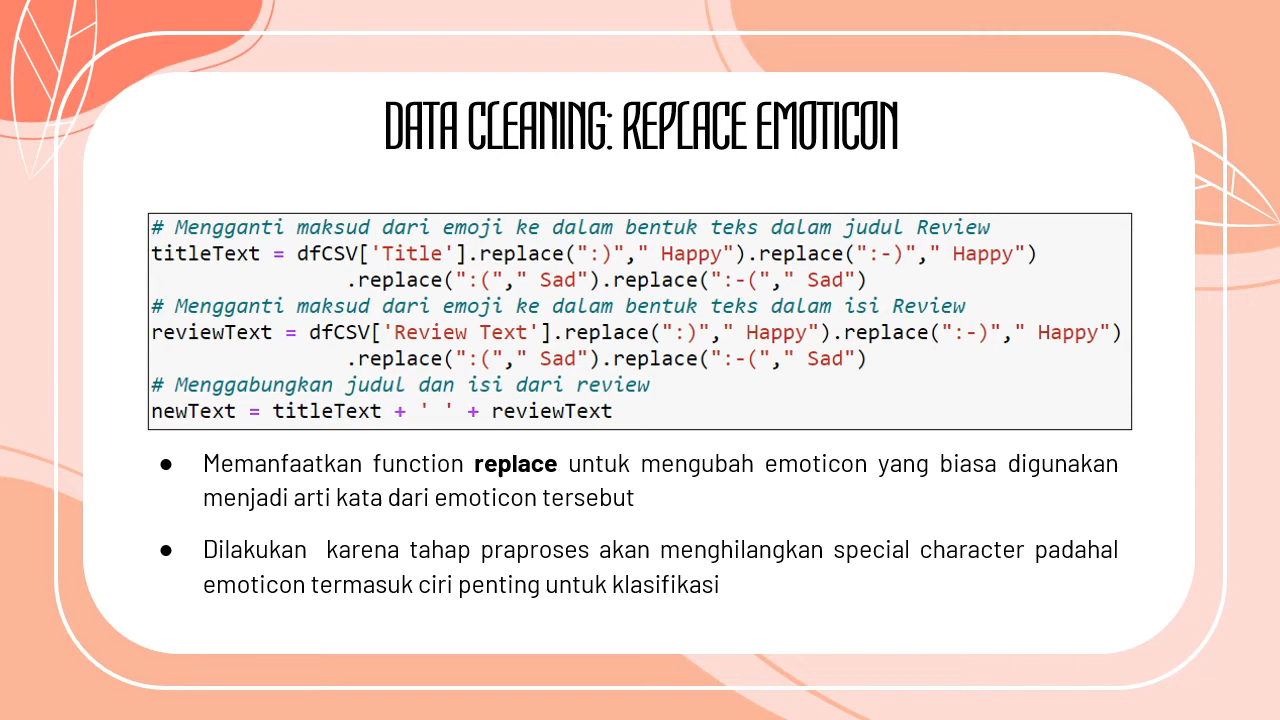 DATA CLEANING: REPLACE EMOTICON
# Mengganti maksud dari emoji ke dalam bentuk teks dalam judul Review
titleText = dfCSV['Title'].replace(":)"," Happy").replace(":-)"," Happy")
.replace(":("," Sad").replace(":-("," Sad")
# Mengganti maksud dari emoji ke dalam bentuk teks dalam isi Review
reviewText = dfCSV['Review Text'].replace(":)"," Happy").replace(":-)"," Happy")
.replace(":("," Sad").replace(":-("," Sad")
# Menggabungkan judul dan isi dari review
newText = titleText + ' ' + reviewText
● Memanfaatkan function replace untuk mengubah emoticon yang biasa digunakan
menjadi arti kata dari emoticon tersebut
● Dilakukan karena tahap praproses akan menghilangkan special character padahal
emoticon termasuk ciri penting untuk klasifikasi